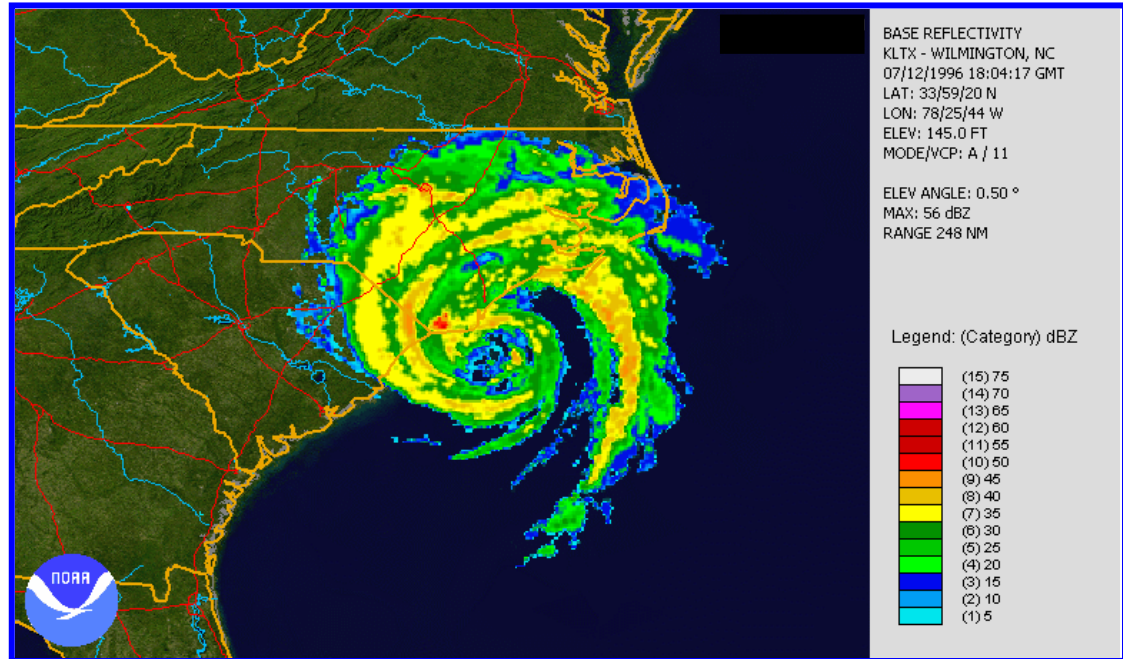 BASE REFLECTIVITY
KLTX - WILMINGTON, NC
07/12/1996 18:04:17 GMT
LAT: 33/59/20 N
LON: 78/25/44 W
ELEV: 145.0 FT
MODE/VCP: A / 11
ELEV ANGLE: 0.50 °
MAX: 56 dBZ
RANGE 248 NM
Legend: (Category) dBZ
(15) 75
(14) 70
(13) 65
(12) 60
(11) 55
(10) 50
(9) 45
(8) 40
(7) 35
(6) 30
(5) 25
(4) 20
(3) 15
(2) 10
(1) 5
NOAA